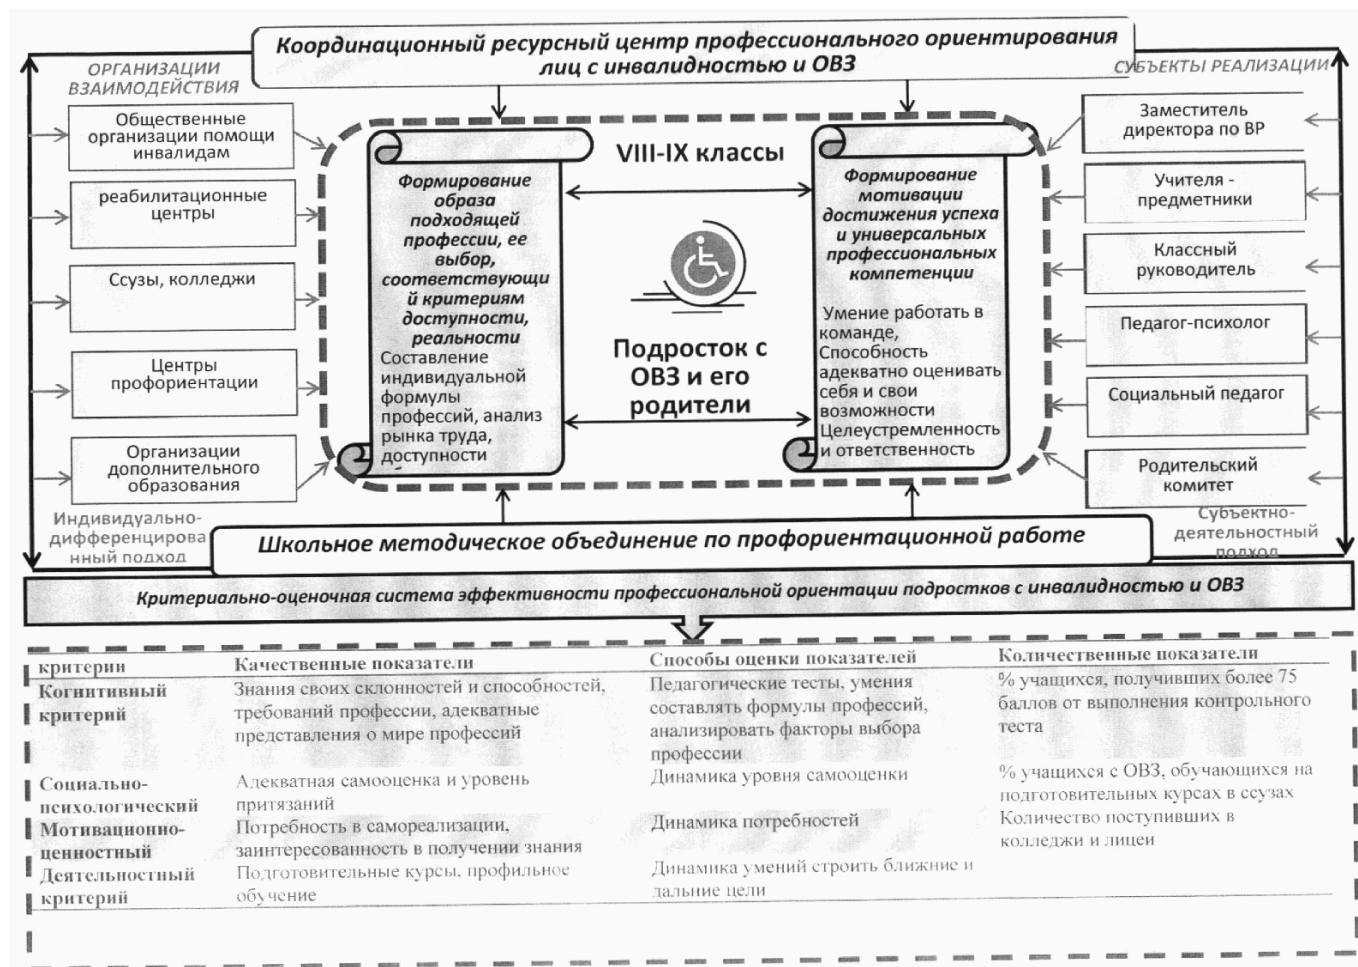 Координационный ресурсный центр профессионального ориентирования
лиц с инвалидностью и ОВЗ
ОРГАНИЗАЦИИ
ВЗАИМОДЕЙСТВИЯ
Общественные
организации помощи
инвалидам
реабилитационные
центры
Ссузы, колледжи
Центры
профориентации
Организации
дополнительного
образования
Индивидуально-
дифференцирова
нный подход
Формирование
образа
подходящей
профессии, ее
выбор,
соответствующи
й критериям
доступности,
реальности
Составление
индивидуальной
формулы
профессий, анализ
рынка труда,
доступности
VIII-IX классы
Подросток с
ОВЗ и его
родители
Формирование
мотивации
достижения успеха
и универсальных
профессиональных
компетенции
Умение работать в
команде,
Способность
адекватно оценивать
себя и свои
возможности
Целеустремленность
и ответственность
СУБЪЕКТЫ РЕАЛИЗАЦИИ
Заместитель
директора по ВР
Учителя -
предметники
Классный
руководитель
Педагог-психолог
Социальный педагог
Родительский
комитет
Субъектно-
деятельностный
подход
Школьное методическое объединение по профориентационной работе
Критериально-оценочная система эффективности профессиональной ориентации подростков с инвалидностью и ОВЗ
критерии Качественные показатели Способы оценки показателей Количественные показатели
Когнитивный Знания своих склонностей и способностей, Педагогические тесты, умения % учащихся, получивших более 75
критерий требований профессии, адекватные составлять формулы профессий, баллов от выполнения контрольного
представления о мире профессий анализировать факторы выбора теста
профессии
Социально- Адекватная самооценка и уровень Динамика уровня самооценки % учащихся с ОВЗ, обучающихся на
психологический притязаний подготовительных курсах в ссузах
Мотивационно- Потребность в самореализации, Динамика потребностей Количество поступивших в
ценностный заинтересованность в получении знания колледжи и лицеи
Деятельностный Подготовительные курсы, профильное Динамика умений строить ближние и
критерий обучение дальние цели